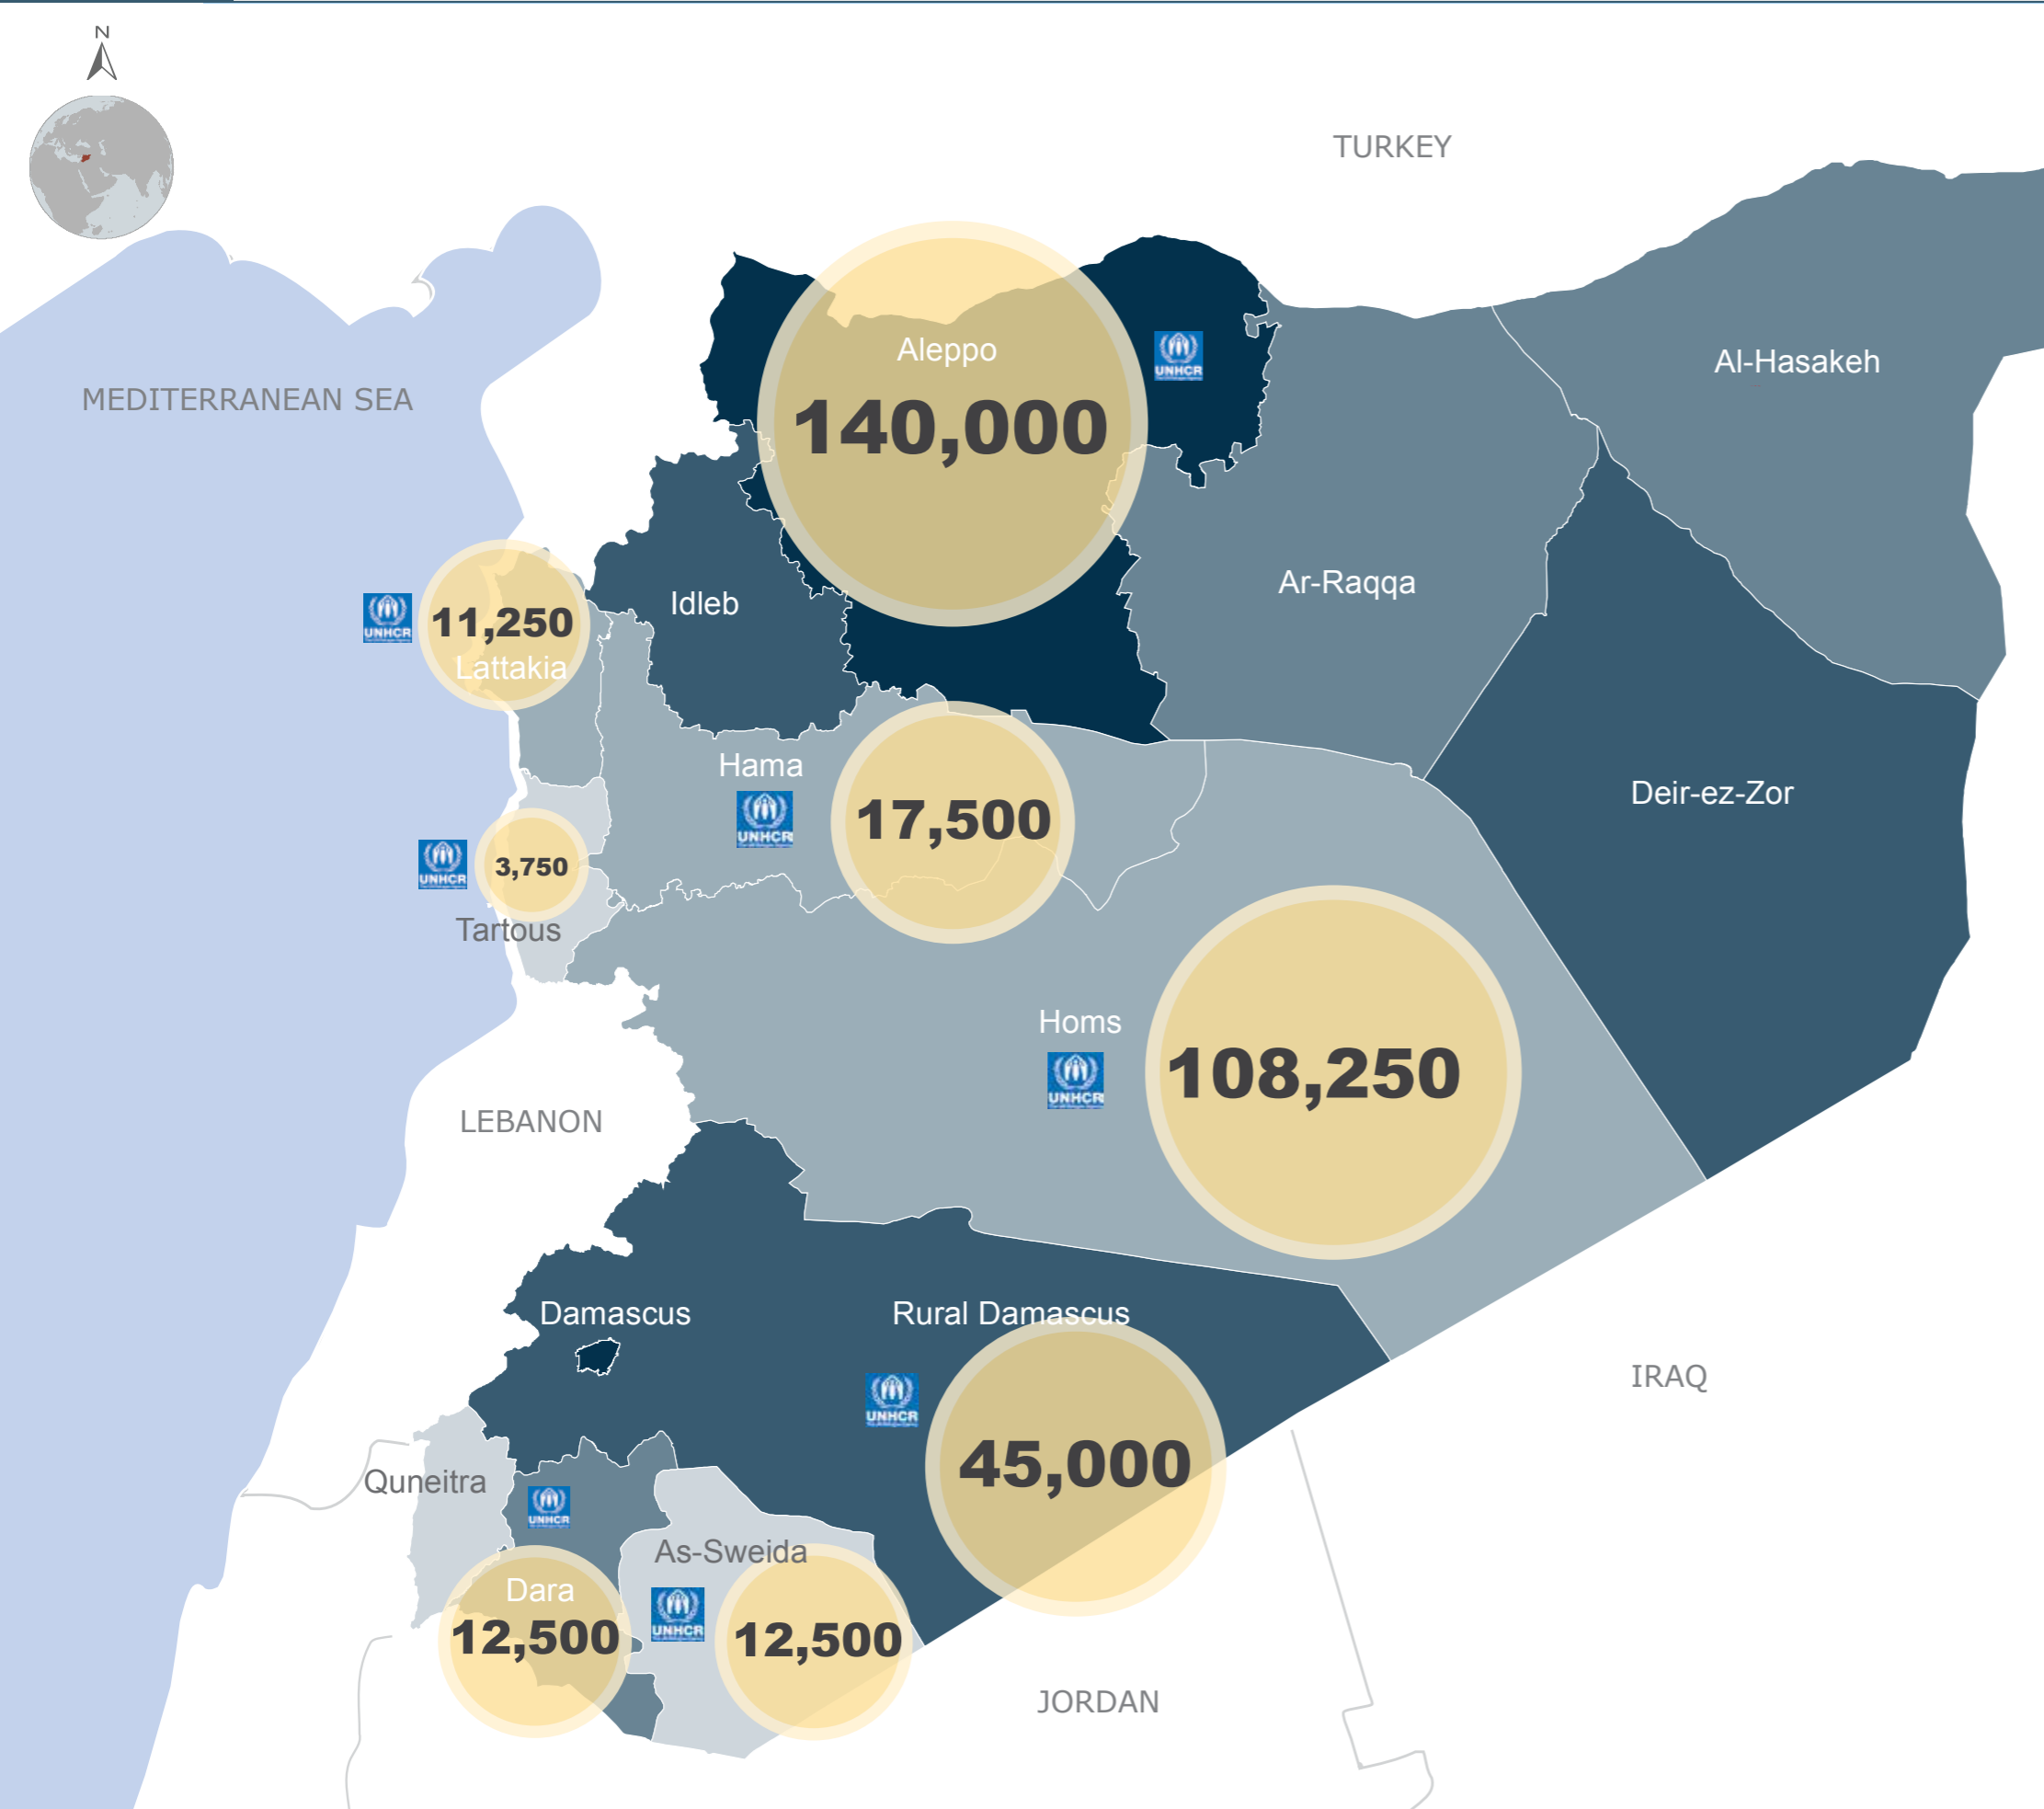 N
TURKEY
Aleppo
UNHCR
Al-Hasakeh
MEDITERRANEAN SEA
140,000
Ar-Raqqa
Idleb
UNHCR
11,250
Lattakia
Hama
UNHCR
17,500
Deir-ez-Zor
UNHCR
3,750
Tartous
Homs
UNHCR
108,250
LEBANON
Damascus
Rural Damascus
IRAQ
UNHCR
45,000
Quneitra
UNHCR
As-Sweida
Dara
12,500
UNHCR
12,500
JORDAN